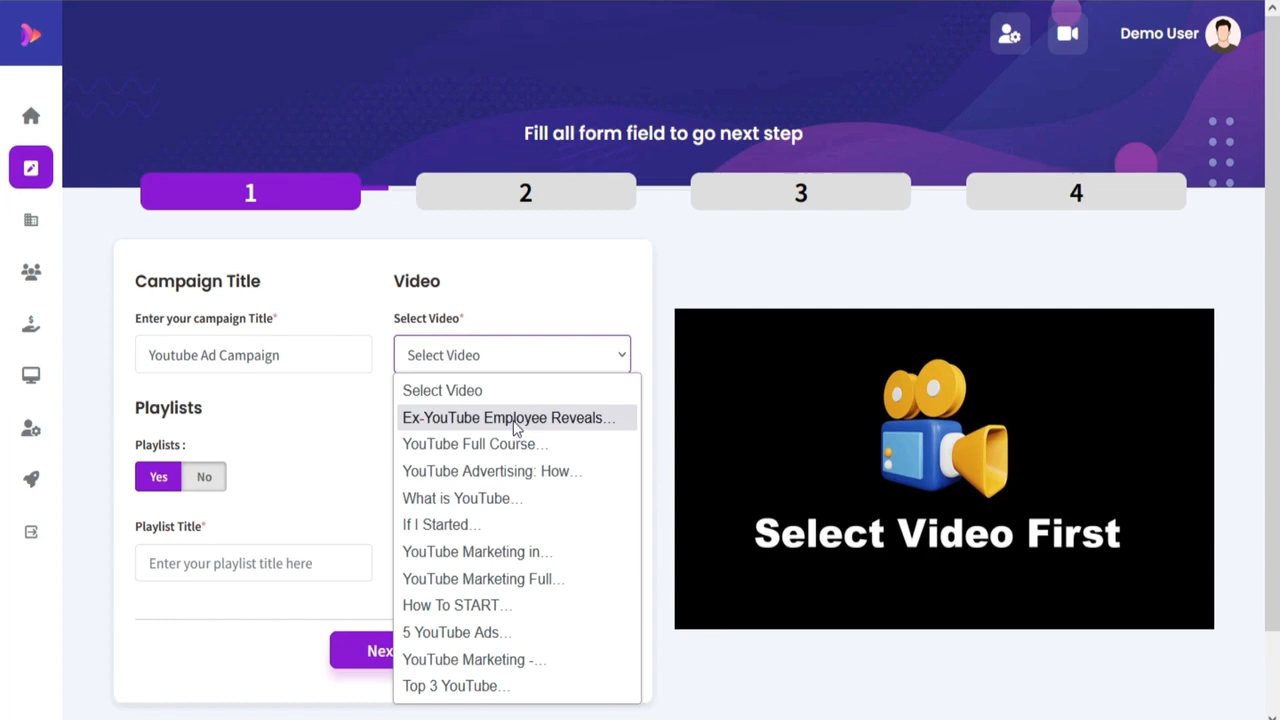 Demo User
Fill all form field to go next step
1
2
3
4
Campaign Title
Enter your campaign Title*
Youtube Ad Campaign
Playlists
Playlists :
Yes
No
Playlist Title*
Enter your playlist title here
Video
Select Video*
Select Video
Select Video
Ex-YouTube Employee Reveals...
YouTube Full Course...
YouTube Advertising: How...
What is YouTube...
If I Started...
YouTube Marketing in...
YouTube Marketing Full...
How To START...
5 YouTube Ads...
YouTube Marketing -...
Top 3 YouTube...
Nex
Select Video First